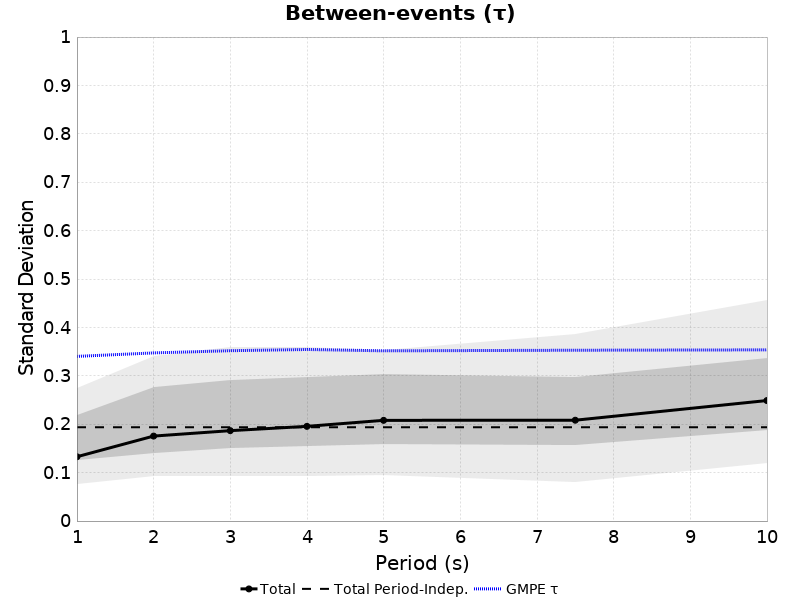 Between-events (τ)
Standard Deviation
1
0.9
0.8
0.7
0.6
0.5
0.4
0.3
0.2
0.1
0
1 2 3 4 5 6 7 8 9 10
Period (s)
Total Total Period-Indep. GMPE τ